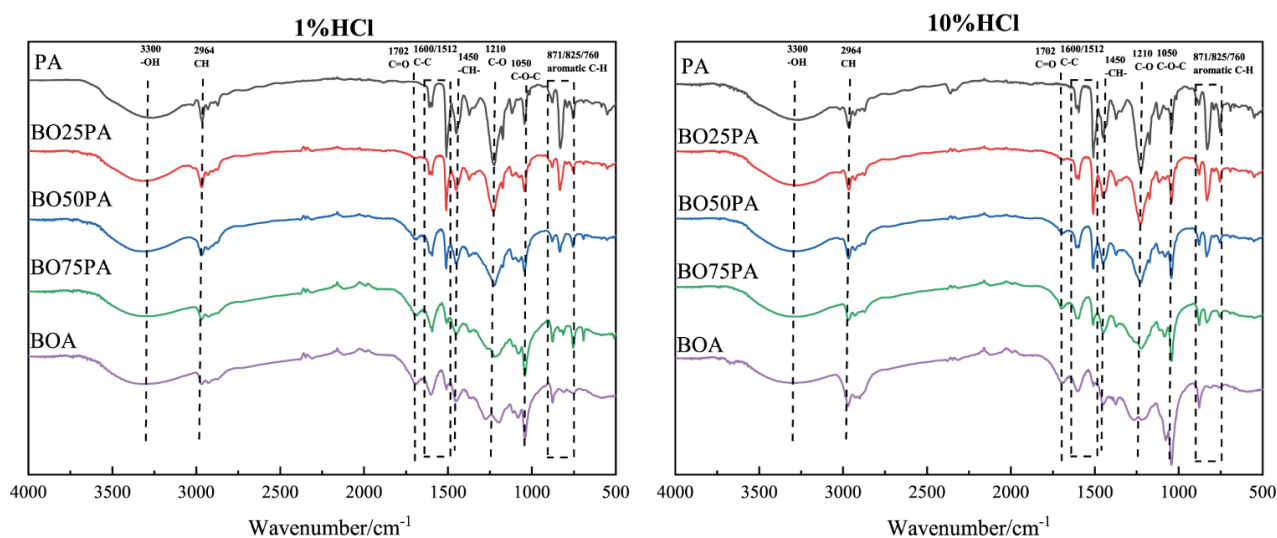 1%HCl
3300
-OH
2964
CH
1702
C=O
1600/1512
C-C
1450
-CH-
1210
C-O
1050
C-O-C
871/825/760
aromatic C-H
PA
BO25PA
BO50PA
BO75PA
BOA
4000 3500 3000 2500 2000 1500 1000 500
Wavenumber/cm-1
10%HCl
3300
-OH
2964
CH
1702
C=O
1600/1512
C-C
1450
-CH-
1210
C-O
1050
C-O-C
871/825/760
aromatic C-H
PA
BO25PA
BO50PA
BO75PA
BOA
4000 3500 3000 2500 2000 1500 1000 500
Wavenumber/cm-1